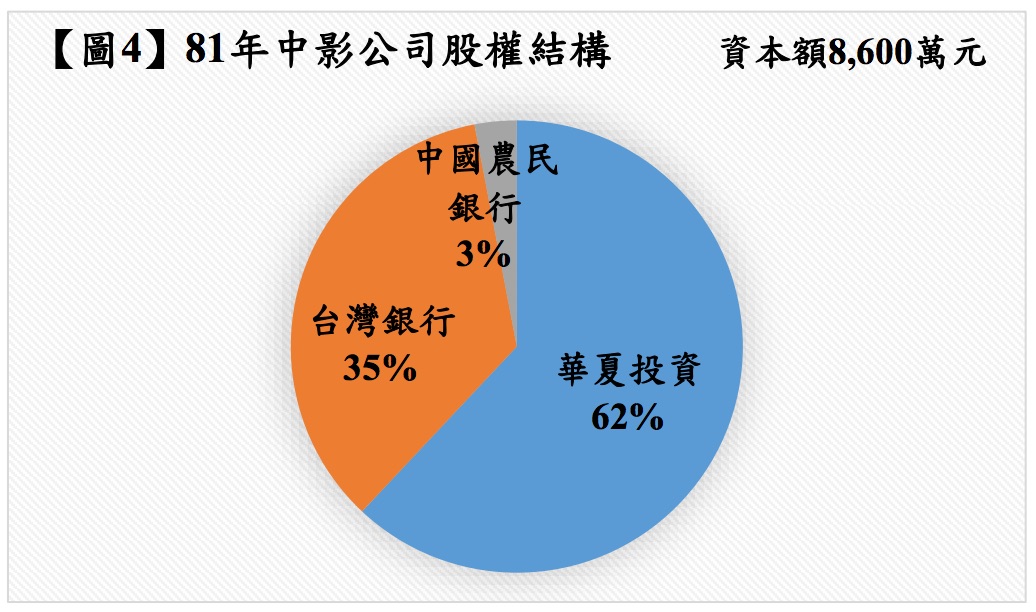 【圖4】81年中影公司股權結構
資本額8,600萬元
中國農民
銀行
3%
台灣銀行
35%
華夏投資
62%